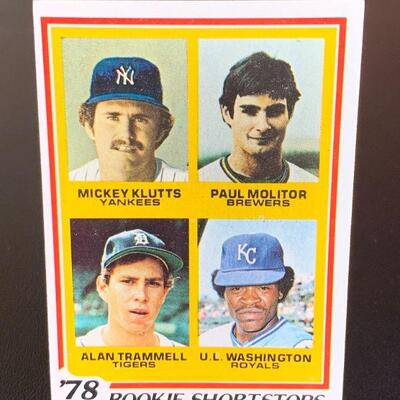 NY
MICKEY KLUTTS
YANKEES
PAUL MOLITOR
BREWERS
D
KC
ALAN TRAMMELL
TIGERS
U.L. WASHINGTON
ROYALS
'78 ROOKIE SHORTSTOPS